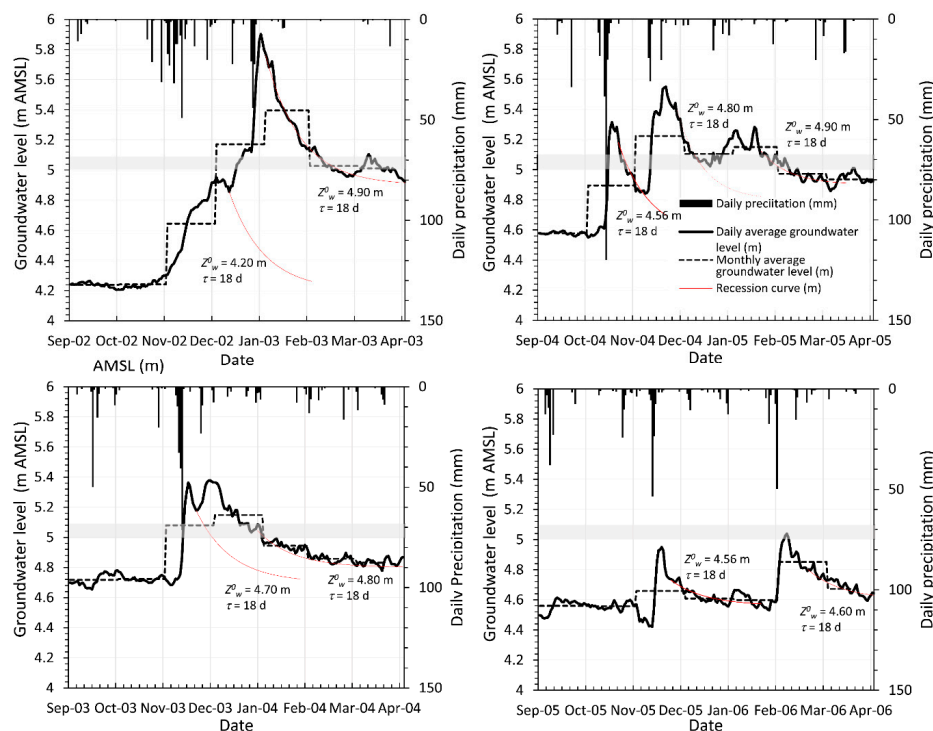 6
5.8
5.6
5.4
5.2
5
4.8
4.6
4.4
4.2
4
Groundwater level (m AMSL)
0
50
100
150
Daily precipitation (mm)
Z⁰w = 4.90 m
τ = 18 d
Z⁰w = 4.20 m
τ = 18 d
Sep-02 Oct-02 Nov-02 Dec-02 Jan-03 Feb-03 Mar-03 Apr-03
Date
AMSL (m)
6
5.8
5.6
5.4
5.2
5
4.8
4.6
4.4
4.2
4
Groundwater level (m AMSL)
0
50
100
150
Daily precipitation (mm)
Z⁰w = 4.80 m
τ = 18 d
Z⁰w = 4.90 m
τ = 18 d
Z⁰w = 4.56 m
τ = 18 d
Daily preciitation (mm)
Daily average groundwater
level (m)
Monthly average
groundwater level (m)
Recession curve (m)
Sep-04 Oct-04 Nov-04 Dec-04 Jan-05 Feb-05 Mar-05 Apr-05
Date
6
5.8
5.6
5.4
5.2
5
4.8
4.6
4.4
4.2
4
Groundwater level (m AMSL)
0
50
100
150
Daily Precipitation (mm)
Z⁰w = 4.70 m
τ = 18 d
Z⁰w = 4.80 m
τ = 18 d
Sep-03 Oct-03 Nov-03 Dec-03 Jan-04 Feb-04 Mar-04 Apr-04
Date
6
5.8
5.6
5.4
5.2
5
4.8
4.6
4.4
4.2
4
Groundwater level (m AMSL)
0
50
100
150
Daily precipitation (mm)
Z⁰w = 4.56 m
τ = 18 d
Z⁰w = 4.60 m
τ = 18 d
Sep-05 Oct-05 Nov-05 Dec-05 Jan-06 Feb-06 Mar-06 Apr-06
Date